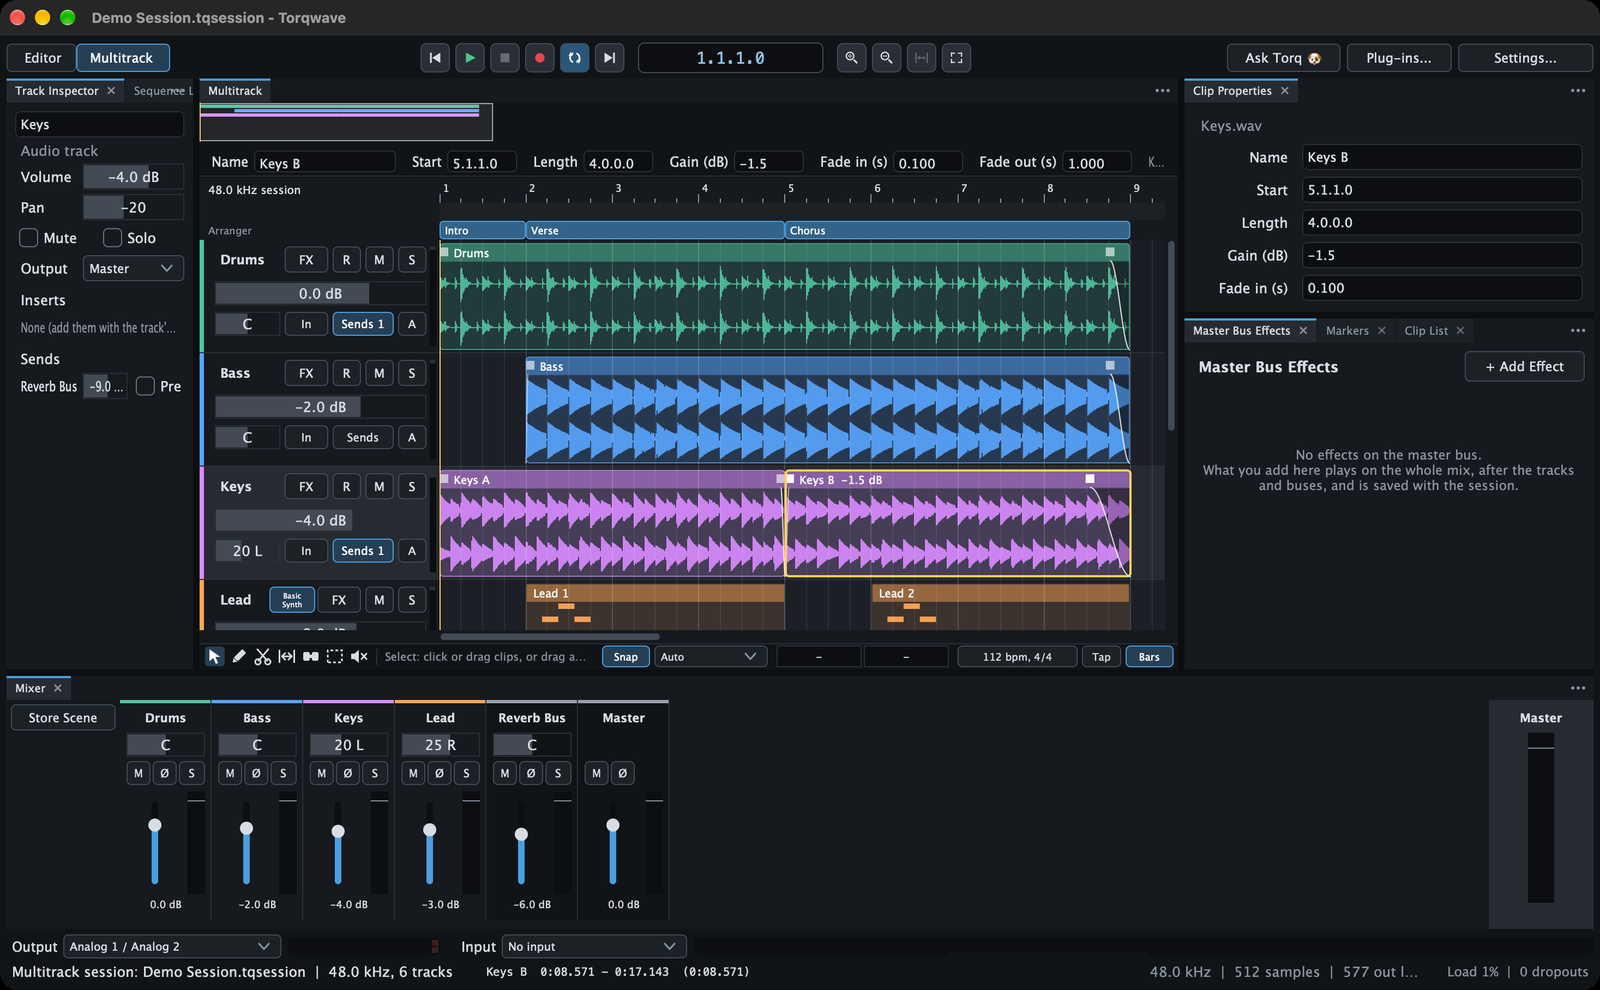 Demo Session.tqsession - Torqwave
Editor
Multitrack
1.1.1.0
Ask Torq
Plug-ins...
Settings...
Track Inspector
Sequence L
Keys
Audio track
Volume −4.0 dB
Pan −20
Mute Solo
Output Master
Inserts
None (add them with the track'...
Sends
Reverb Bus -9.0 ... Pre
Multitrack
Name Keys B Start 5.1.1.0 Length 4.0.0.0 Gain (dB) −1.5 Fade in (s) 0.100 Fade out (s) 1.000 K...
48.0 kHz session
1 2 3 4 5 6 7 8 9
Arranger
Intro Verse Chorus
Drums FX R M S
0.0 dB
C In Sends 1 A
Drums
Bass FX R M S
−2.0 dB
C In Sends A
Bass
Keys FX R M S
−4.0 dB
20 L In Sends 1 A
Keys A
Keys B −1.5 dB
Lead Basic Synth FX M S
Lead 1
Lead 2
Select: click or drag clips, or drag a...
Snap
Auto
–
–
112 bpm, 4/4
Tap
Bars
Clip Properties
Keys.wav
Name Keys B
Start 5.1.1.0
Length 4.0.0.0
Gain (dB) −1.5
Fade in (s) 0.100
Master Bus Effects
Markers
Clip List
Master Bus Effects
+ Add Effect
No effects on the master bus.
What you add here plays on the whole mix, after the tracks
and buses, and is saved with the session.
Mixer
Store Scene
Drums Bass Keys Lead Reverb Bus Master
C C 20 L 25 R C
M Ø S M Ø S M Ø S M Ø S M Ø S M Ø
0.0 dB −2.0 dB −4.0 dB −3.0 dB −6.0 dB 0.0 dB
Master
Output Analog 1 / Analog 2
Input No input
Multitrack session: Demo Session.tqsession | 48.0 kHz, 6 tracks
Keys B 0:08.571 – 0:17.143 (0:08.571)
48.0 kHz | 512 samples | 577 out l...
Load 1% | 0 dropouts